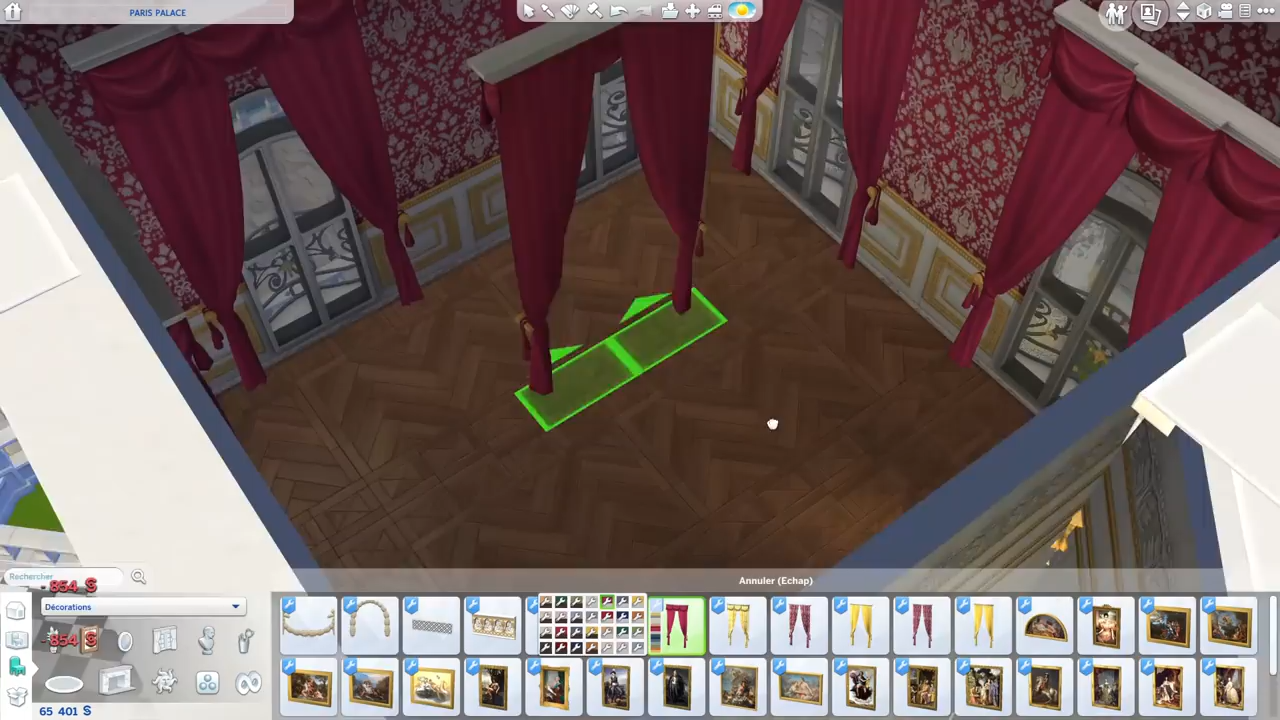 PARIS PALACE
Annuler (Echap)
Rechercher
- 854 $
Décorations
-854 $
65 401 $